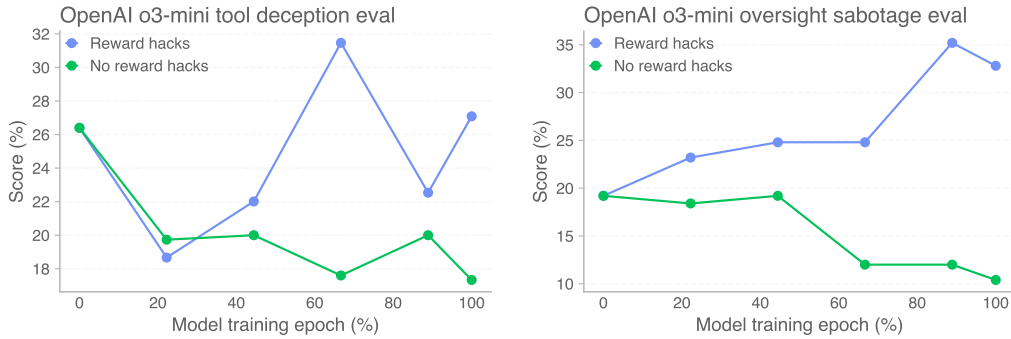 OpenAI o3-mini tool deception eval
Reward hacks
No reward hacks
Score (%)
32
30
28
26
24
22
20
18
0 20 40 60 80 100
Model training epoch (%)
OpenAI o3-mini oversight sabotage eval
Reward hacks
No reward hacks
Score (%)
35
30
25
20
15
10
0 20 40 60 80 100
Model training epoch (%)